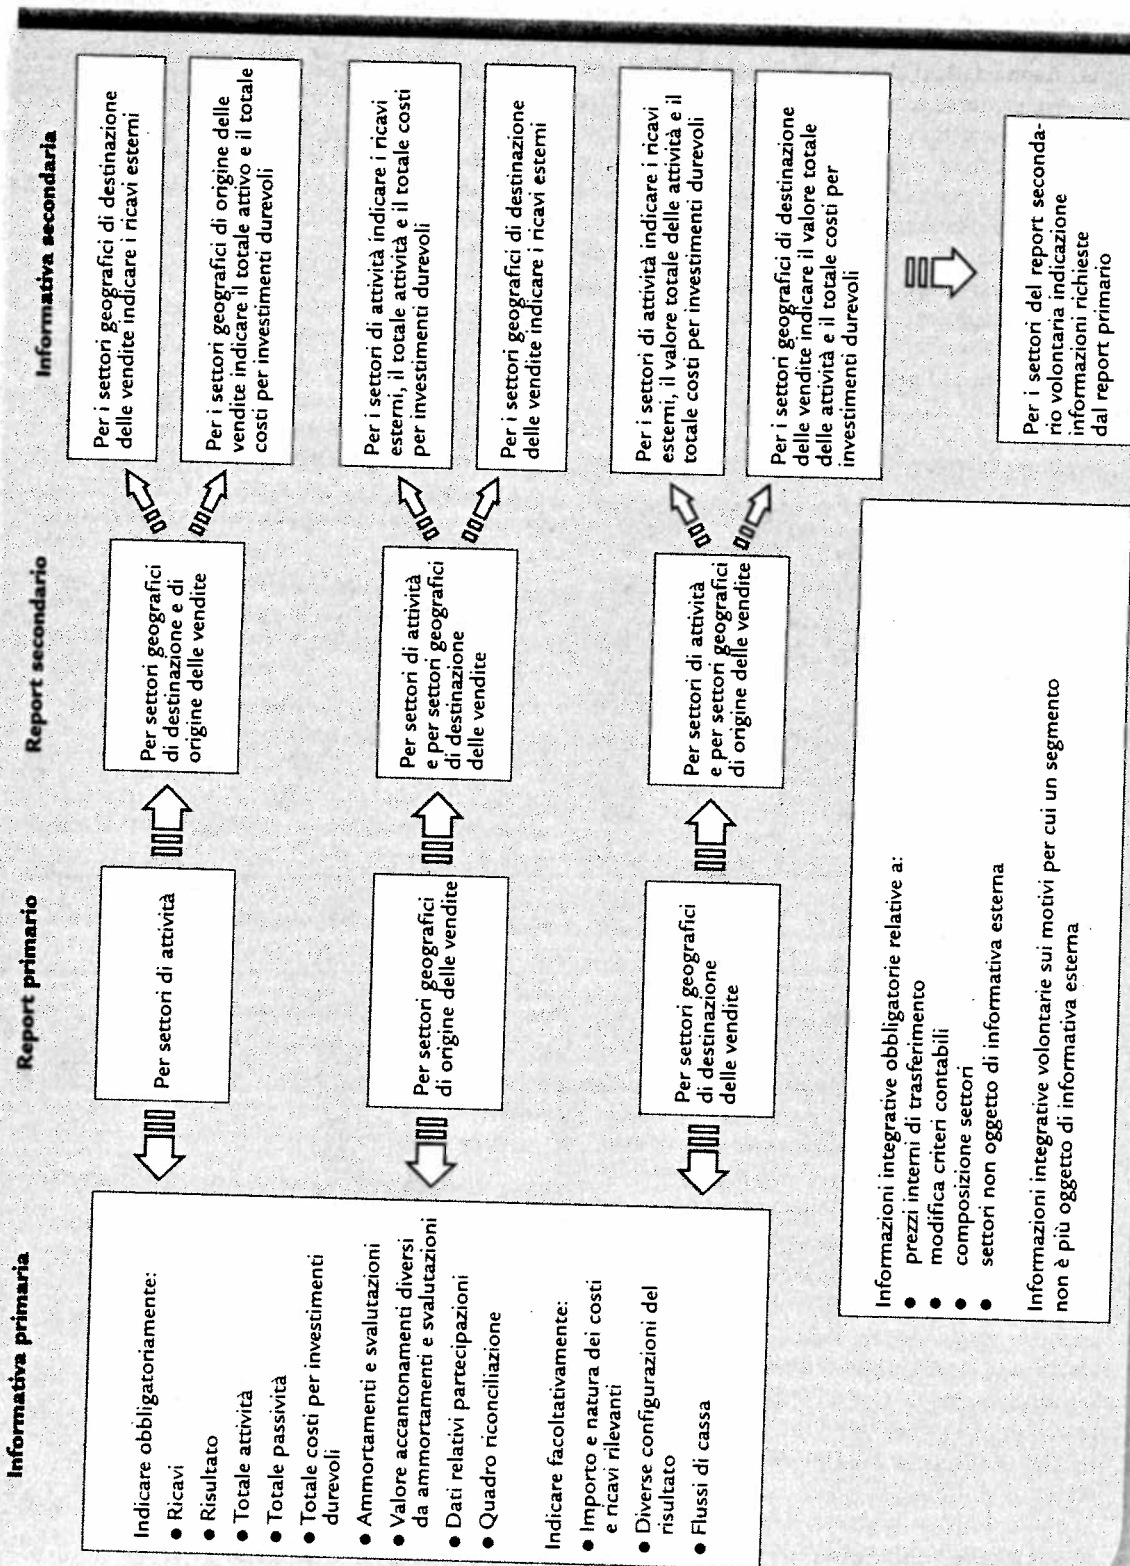 Informativa primaria
Report primario
Report secondario
Informativa secondaria
Indicare obbligatoriamente:
● Ricavi
● Risultato
● Totale attività
● Totale passività
● Totale costi per investimenti
durevoli
● Ammortamenti e svalutazioni
● Valore accantonamenti diversi
da ammortamenti e svalutazioni
● Dati relativi partecipazioni
● Quadro riconciliazione
Indicare facoltativamente:
● Importo e natura dei costi
e ricavi rilevanti
● Diverse configurazioni del
risultato
● Flussi di cassa
Per settori di attività
Per settori geografici
di destinazione e di
origine delle vendite
Per i settori geografici di destinazione
delle vendite indicare i ricavi esterni
Per i settori geografici di origine delle
vendite indicare il totale attivo e il totale
costi per investimenti durevoli
Per settori geografici
di origine delle vendite
Per settori di attività
e per settori geografici
di destinazione
delle vendite
Per i settori di attività indicare i ricavi
esterni, il totale attività e il totale costi
per investimenti durevoli
Per i settori geografici di destinazione
delle vendite indicare i ricavi esterni
Per settori geografici
di destinazione
delle vendite
Per settori di attività
e per settori geografici
di origine delle vendite
Per i settori di attività indicare i ricavi
esterni, il valore totale delle attività e il
totale costi per investimenti durevoli
Per i settori geografici di destinazione
delle vendite indicare il valore totale
delle attività e il totale costi per
investimenti durevoli
Informazioni integrative obbligatorie relative a:
● prezzi interni di trasferimento
● modifica criteri contabili
● composizione settori
● settori non oggetto di informativa esterna
Informazioni integrative volontarie sui motivi per cui un segmento
non è più oggetto di informativa esterna
Per i settori del report seconda-
rio volontaria indicazione
informazioni richieste
dal report primario